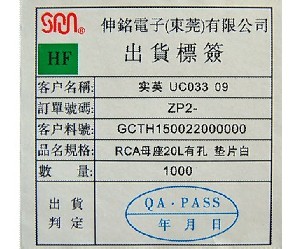 SMM 伸銘電子(東莞)有限公司
HF 出貨標簽
客户名稱: 实英 UC033 09
訂單號碼: ZP2-
客户料號: GCTH150022000000
品名規格: RCA母座20L有孔 垫片白
數量: 1000
出貨判定 QA·PASS
年月日